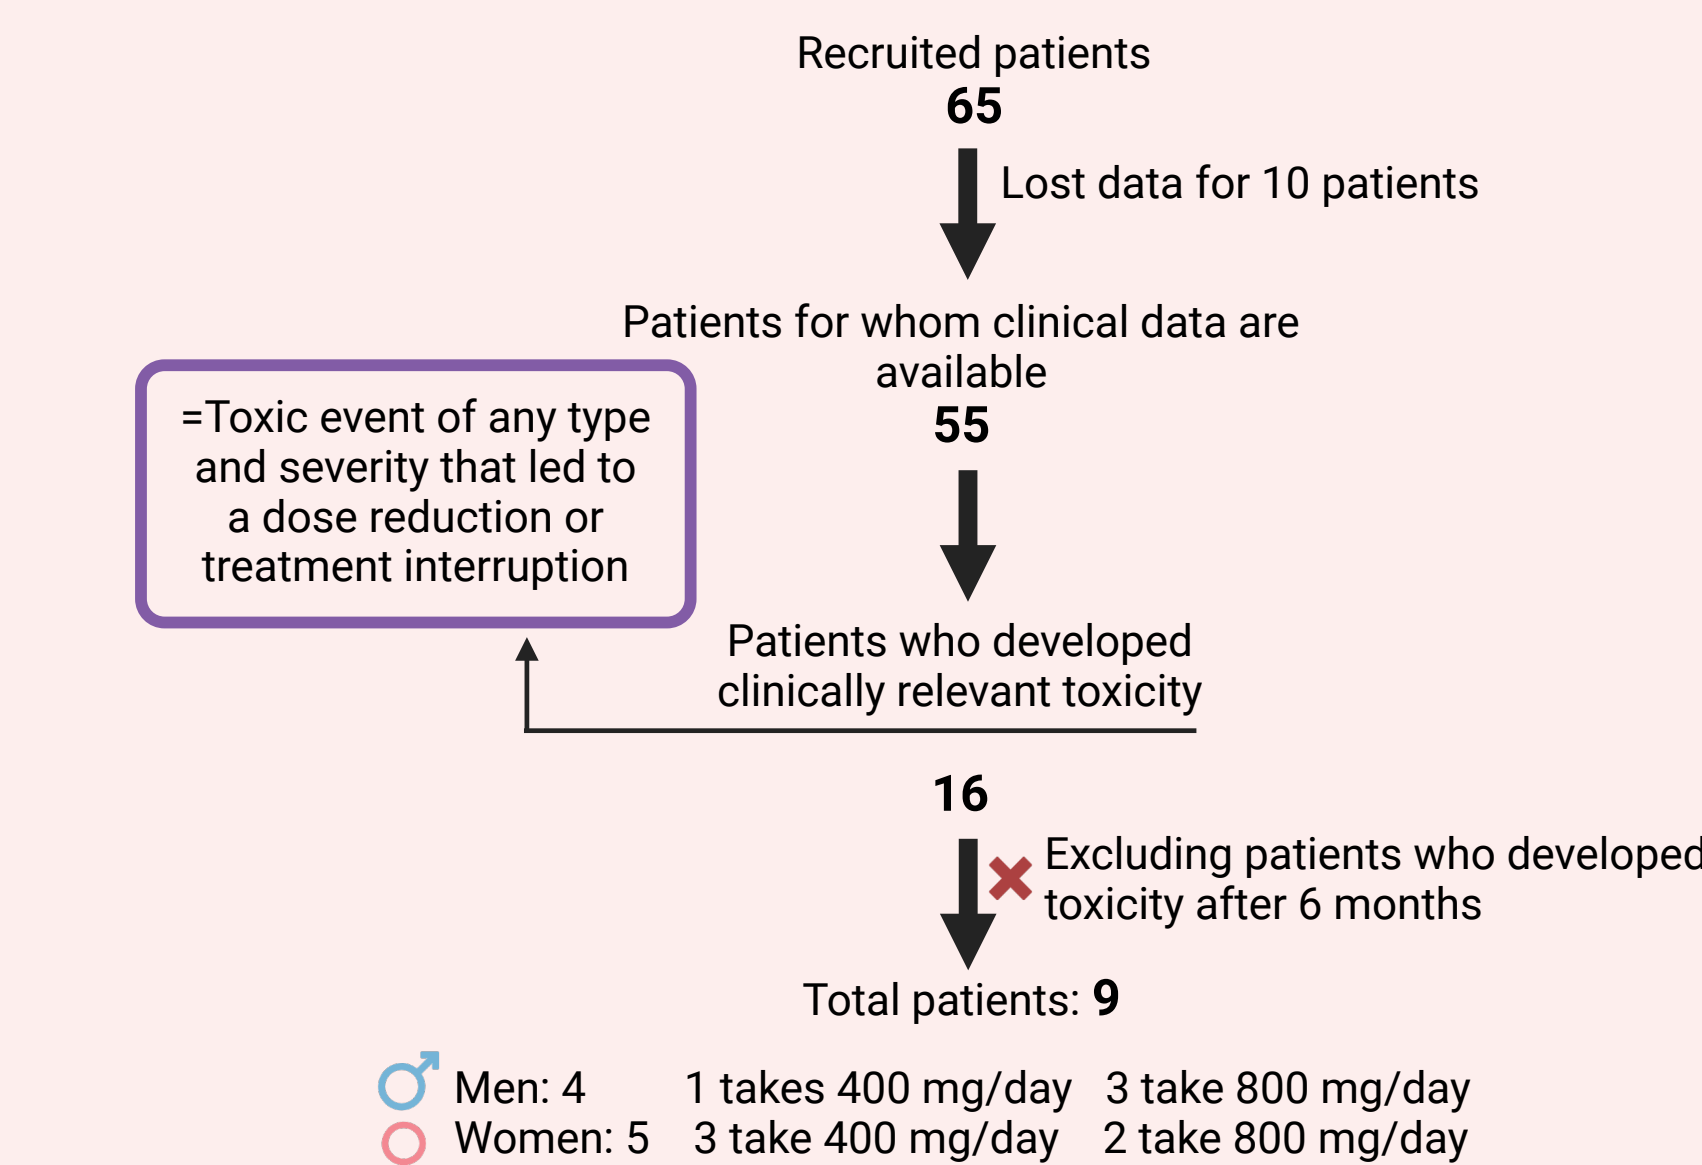 Recruited patients
65
Lost data for 10 patients
Patients for whom clinical data are
available
55
=Toxic event of any type
and severity that led to
a dose reduction or
treatment interruption
Patients who developed
clinically relevant toxicity
16
Excluding patients who developed
toxicity after 6 months
Total patients: 9
Men: 4 1 takes 400 mg/day 3 take 800 mg/day
Women: 5 3 take 400 mg/day 2 take 800 mg/day